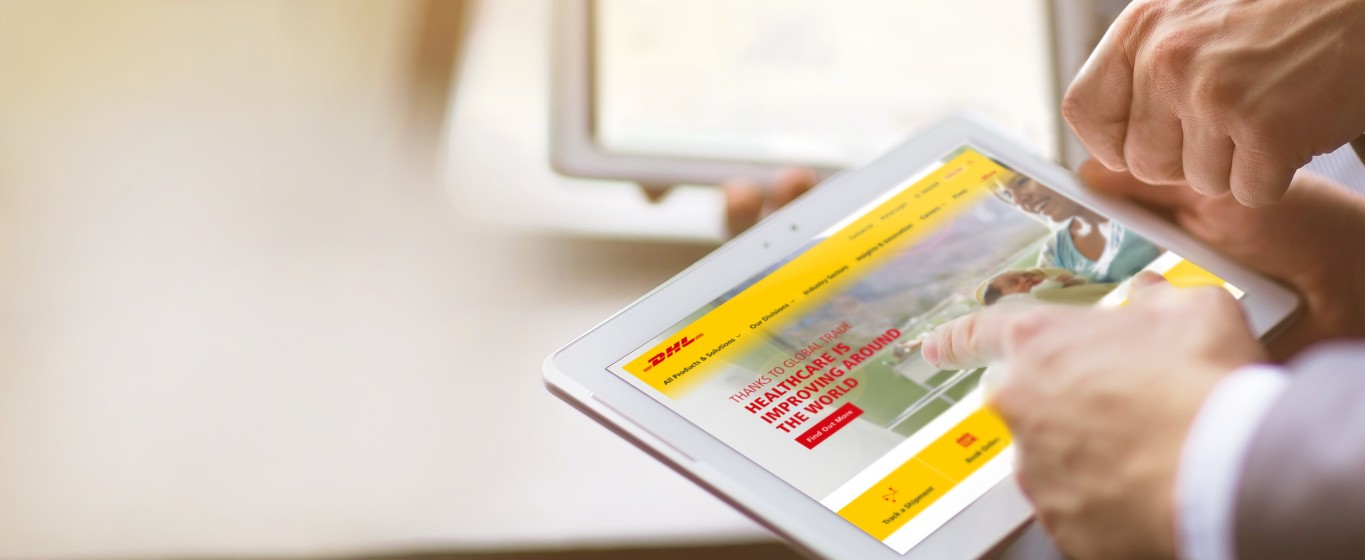 DHL
All Products & Solutions
Our Divisions
Industry Sectors
Insights & Innovation
Careers
Press
THANKS TO GLOBAL TRADE
HEALTHCARE IS
IMPROVING AROUND
THE WORLD
Find Out More
Track a Shipment
Book Online